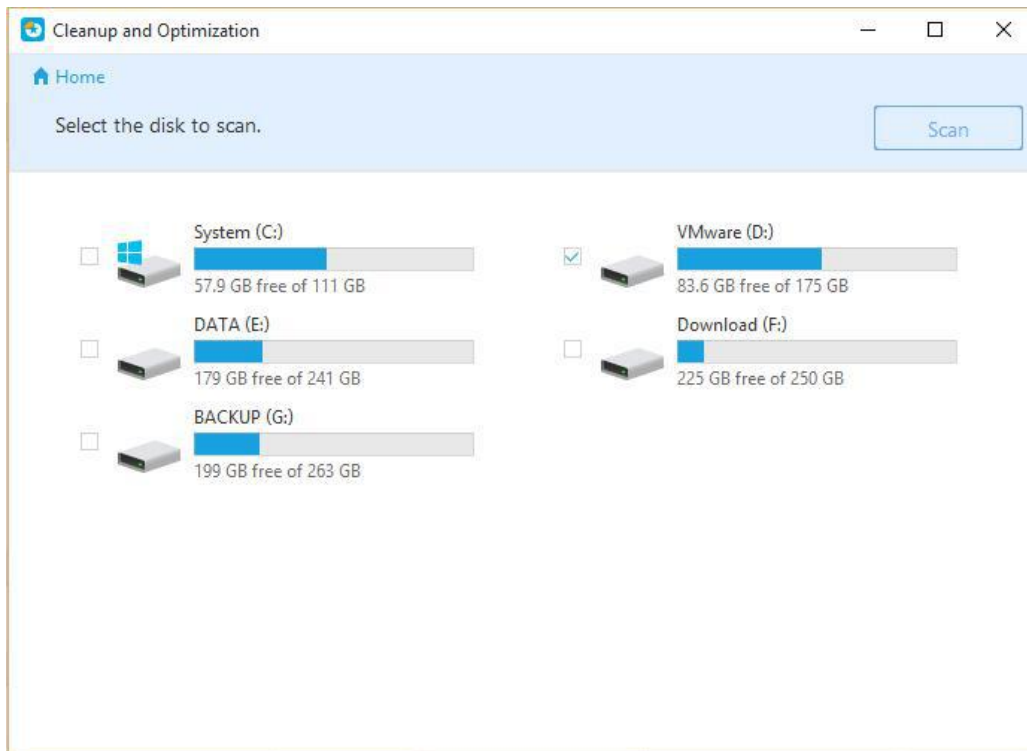 Cleanup and Optimization
Home
Select the disk to scan.
Scan
System (C:)
57.9 GB free of 111 GB
VMware (D:)
83.6 GB free of 175 GB
DATA (E:)
179 GB free of 241 GB
Download (F:)
225 GB free of 250 GB
BACKUP (G:)
199 GB free of 263 GB